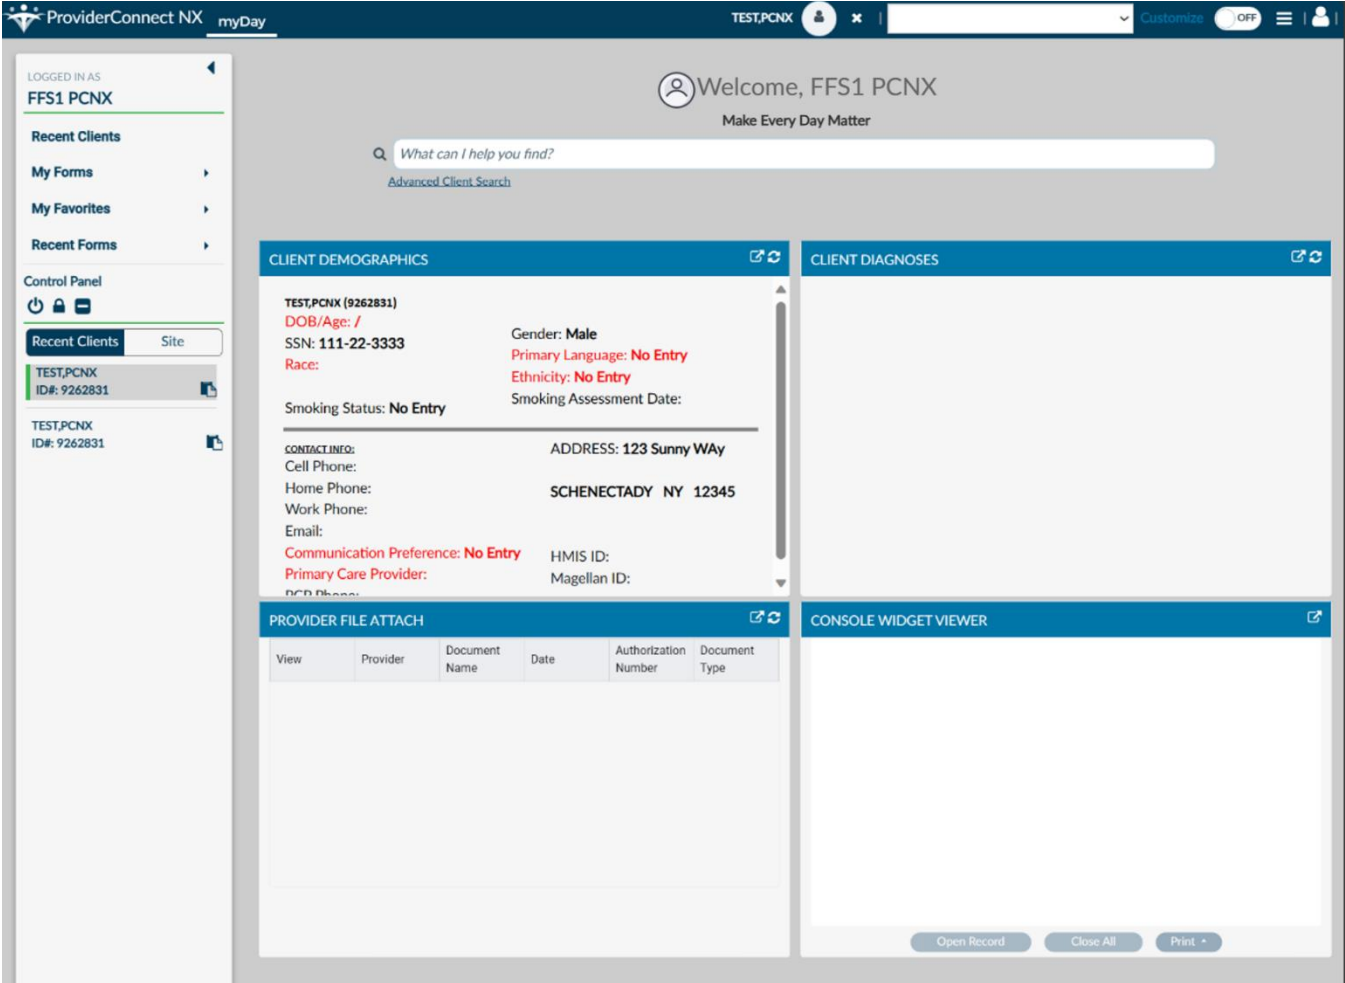 ProviderConnect NX myDay TEST,PCNX Customize OFF
LOGGED IN AS
FFS1 PCNX
Recent Clients
My Forms
My Favorites
Recent Forms
Control Panel
Recent Clients Site
TEST,PCNX
ID#: 9262831
TEST,PCNX
ID#: 9262831
Welcome, FFS1 PCNX
Make Every Day Matter
What can I help you find?
Advanced Client Search
CLIENT DEMOGRAPHICS
TEST,PCNX (9262831)
DOB/Age: /
SSN: 111-22-3333
Race:
Smoking Status: No Entry
Gender: Male
Primary Language: No Entry
Ethnicity: No Entry
Smoking Assessment Date:
CONTACT INFO:
Cell Phone:
Home Phone:
Work Phone:
Email:
Communication Preference: No Entry
Primary Care Provider:
PCP Phone:
ADDRESS: 123 Sunny WAy
SCHENECTADY NY 12345
HMIS ID:
Magellan ID:
CLIENT DIAGNOSES
PROVIDER FILE ATTACH
View Provider Document Name Date Authorization Number Document Type
CONSOLE WIDGET VIEWER
Open Record Close All Print